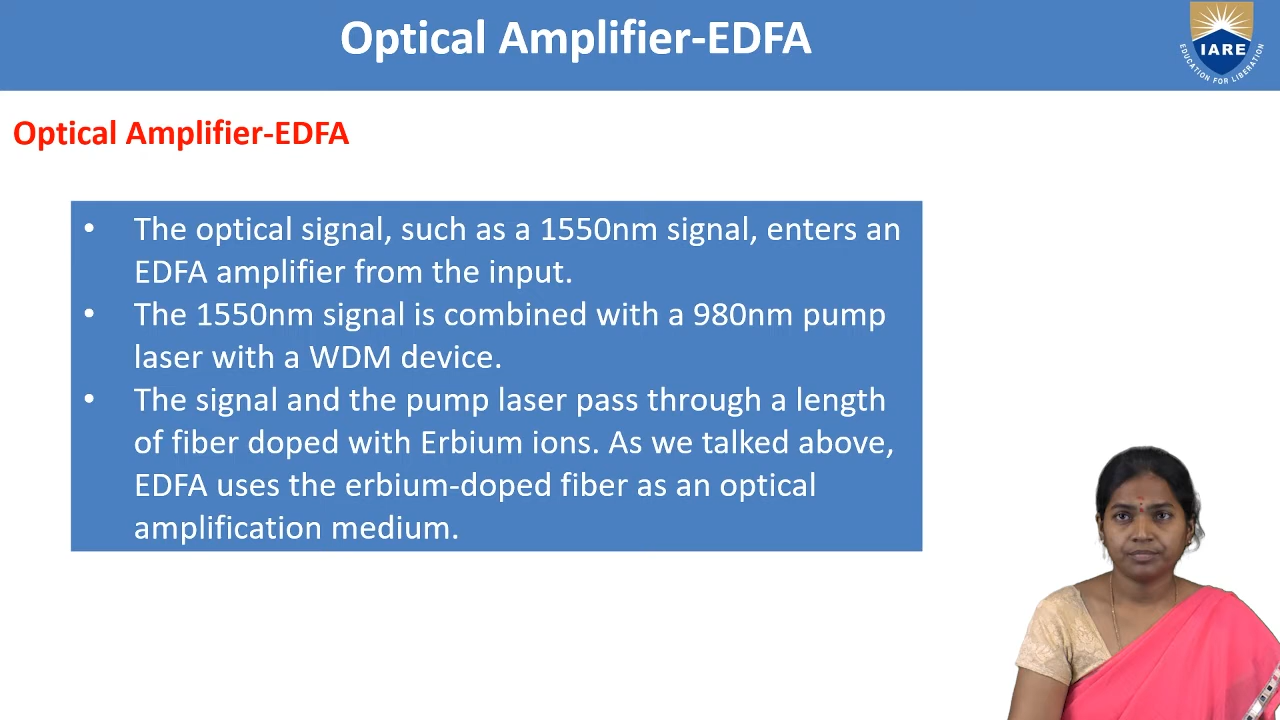 Optical Amplifier-EDFA
IARE
EDUCATION FOR LIBERATION
Optical Amplifier-EDFA
• The optical signal, such as a 1550nm signal, enters an
EDFA amplifier from the input.
• The 1550nm signal is combined with a 980nm pump
laser with a WDM device.
• The signal and the pump laser pass through a length
of fiber doped with Erbium ions. As we talked above,
EDFA uses the erbium-doped fiber as an optical
amplification medium.